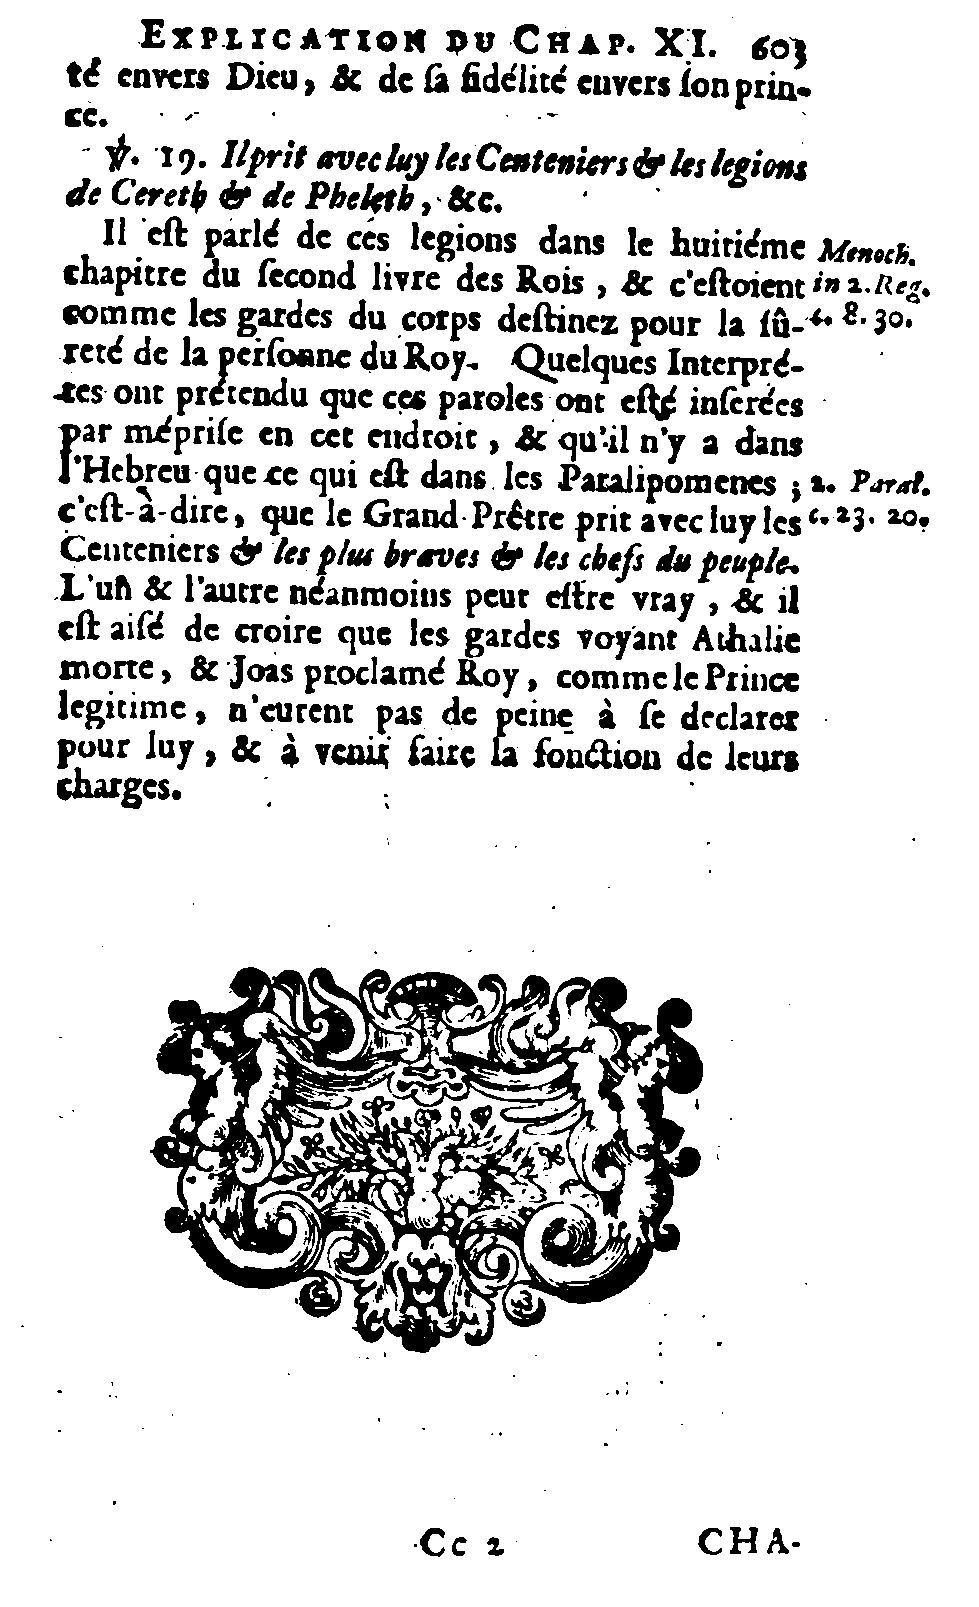 EXPLICATION DU CHAP. XI. 603
té envers Dieu, & de ſa fidélité envers ſon prin-
ce.
℣. 19. Il prit avec luy les Centeniers & les legions
de Cereth & de Pheleth, &c.
Il eſt parlé de ces legions dans le huitiéme
chapitre du ſecond livre des Rois, & c'eſtoient
comme les gardes du corps deſtinez pour la ſû-
reté de la perſonne du Roy. Quelques Interpré-
tes ont prétendu que ces paroles ont eſté inſerées
par mépriſe en cet endroit, & qu'il n'y a dans
l'Hebreu que ce qui eſt dans les Paralipomenes;
c'eſt-à-dire, que le Grand-Prêtre prit avec luy les
Centeniers & les plus braves & les chefs du peuple.
L'un & l'autre néanmoins peut eſtre vray, & il
eſt aiſé de croire que les gardes voyant Athalie
morte, & Joas proclamé Roy, comme le Prince
legitime, n'eurent pas de peine à ſe declarer
pour luy, & à venir faire la fonction de leurs
charges.
Menoch.
in 2. Reg.
c. 8. 30.
2. Paral.
c. 23. 20.
Cc 2 CHA-